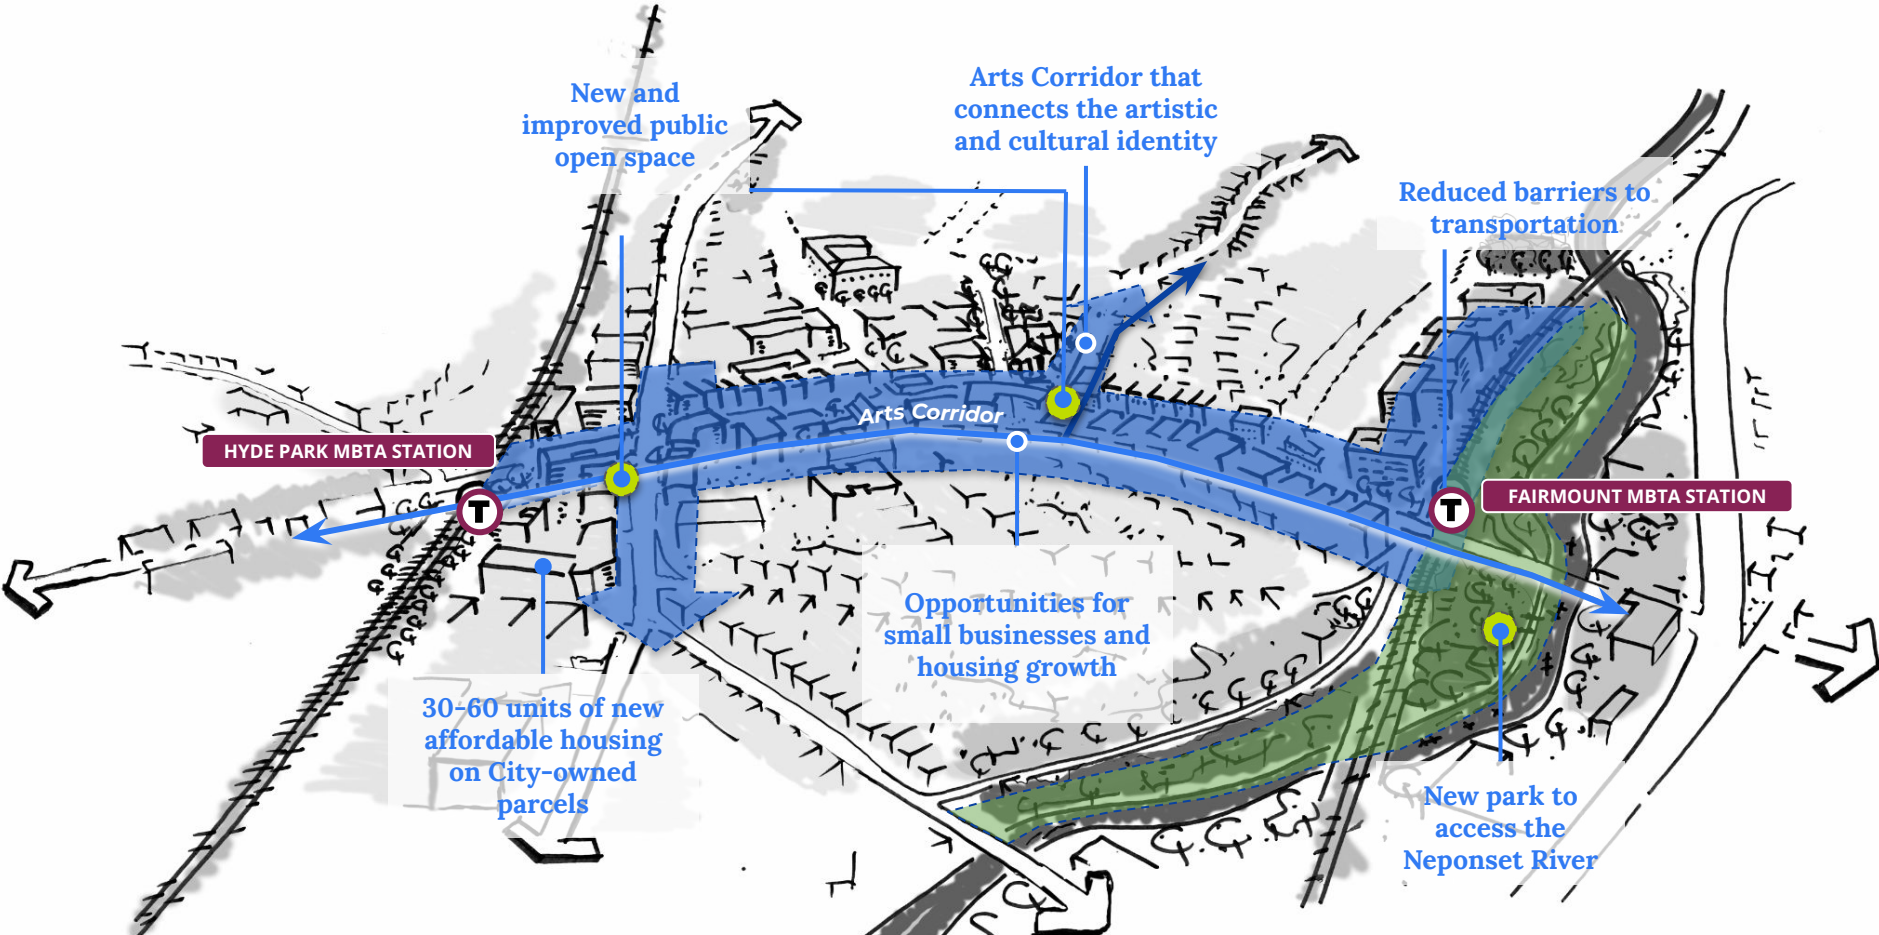 New and
improved public
open space
Arts Corridor that
connects the artistic
and cultural identity
Reduced barriers to
transportation
Arts Corridor
HYDE PARK MBTA STATION
T
T
FAIRMOUNT MBTA STATION
Opportunities for
small businesses and
housing growth
30-60 units of new
affordable housing
on City-owned
parcels
New park to
access the
Neponset River